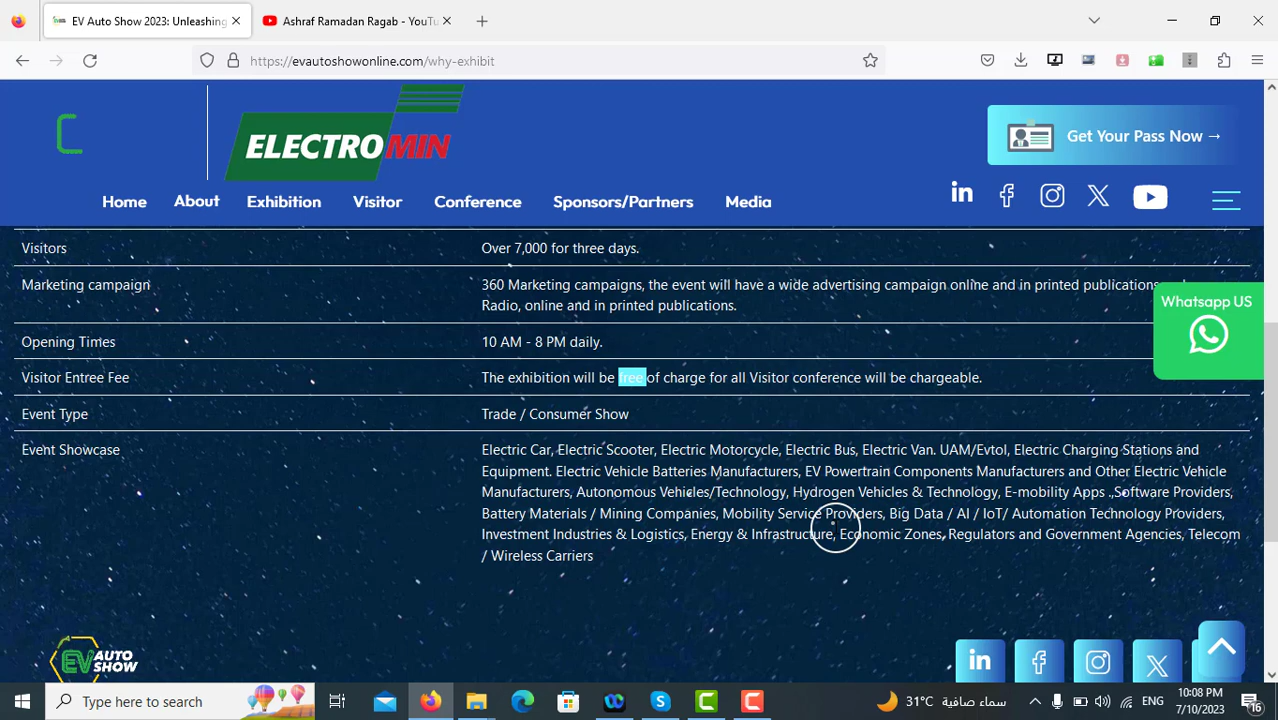 EV Auto Show 2023: Unleashing
Ashraf Ramadan Ragab - YouTu
https://evautoshowonline.com/why-exhibit
ELECTROMIN
Get Your Pass Now →
Home
About
Exhibition
Visitor
Conference
Sponsors/Partners
Media
Visitors
Over 7,000 for three days.
Marketing campaign
360 Marketing campaigns, the event will have a wide advertising campaign online and in printed publications
Radio, online and in printed publications.
Whatsapp US
Opening Times
10 AM - 8 PM daily.
Visitor Entree Fee
The exhibition will be free of charge for all Visitor conference will be chargeable.
Event Type
Trade / Consumer Show
Event Showcase
Electric Car, Electric Scooter, Electric Motorcycle, Electric Bus, Electric Van. UAM/Evtol, Electric Charging Stations and
Equipment. Electric Vehicle Batteries Manufacturers, EV Powertrain Components Manufacturers and Other Electric Vehicle
Manufacturers, Autonomous Vehicles/Technology, Hydrogen Vehicles & Technology, E-mobility Apps .,Software Providers,
Battery Materials / Mining Companies, Mobility Service Providers, Big Data / AI / IoT/ Automation Technology Providers,
Investment Industries & Logistics, Energy & Infrastructure, Economic Zones, Regulators and Government Agencies, Telecom
/ Wireless Carriers
EV AUTO
SHOW
Type here to search
31°C سماء صافية
ENG
10:08 PM
7/10/2023
16